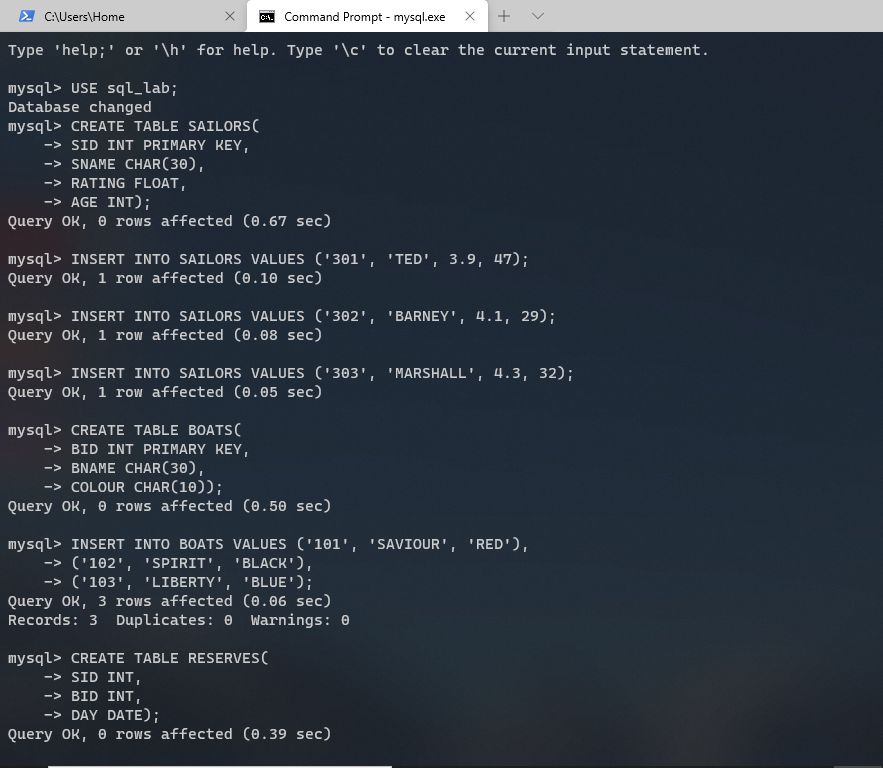 C:\Users\Home
Command Prompt - mysql.exe
Type 'help;' or '\h' for help. Type '\c' to clear the current input statement.
mysql> USE sql_lab;
Database changed
mysql> CREATE TABLE SAILORS(
    -> SID INT PRIMARY KEY,
    -> SNAME CHAR(30),
    -> RATING FLOAT,
    -> AGE INT);
Query OK, 0 rows affected (0.67 sec)
mysql> INSERT INTO SAILORS VALUES ('301', 'TED', 3.9, 47);
Query OK, 1 row affected (0.10 sec)
mysql> INSERT INTO SAILORS VALUES ('302', 'BARNEY', 4.1, 29);
Query OK, 1 row affected (0.08 sec)
mysql> INSERT INTO SAILORS VALUES ('303', 'MARSHALL', 4.3, 32);
Query OK, 1 row affected (0.05 sec)
mysql> CREATE TABLE BOATS(
    -> BID INT PRIMARY KEY,
    -> BNAME CHAR(30),
    -> COLOUR CHAR(10));
Query OK, 0 rows affected (0.50 sec)
mysql> INSERT INTO BOATS VALUES ('101', 'SAVIOUR', 'RED'),
    -> ('102', 'SPIRIT', 'BLACK'),
    -> ('103', 'LIBERTY', 'BLUE');
Query OK, 3 rows affected (0.06 sec)
Records: 3  Duplicates: 0  Warnings: 0
mysql> CREATE TABLE RESERVES(
    -> SID INT,
    -> BID INT,
    -> DAY DATE);
Query OK, 0 rows affected (0.39 sec)